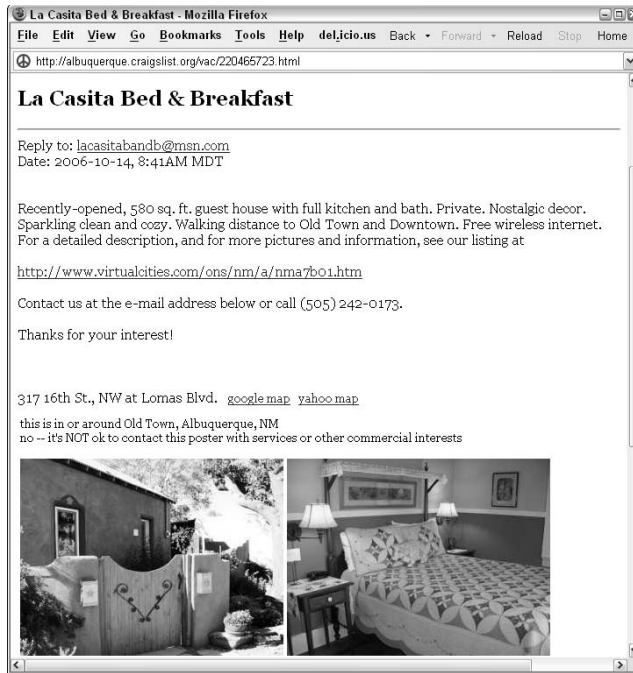 La Casita Bed & Breakfast - Mozilla Firefox
File Edit View Go Bookmarks Tools Help del.icio.us Back Forward Reload Stop Home
http://albuquerque.craigslist.org/vac/220465723.html
La Casita Bed & Breakfast
Reply to: lacasitabandb@msn.com
Date: 2006-10-14, 8:41AM MDT
Recently-opened, 580 sq. ft. guest house with full kitchen and bath. Private. Nostalgic decor.
Sparkling clean and cozy. Walking distance to Old Town and Downtown. Free wireless internet.
For a detailed description, and for more pictures and information, see our listing at
http://www.virtualcities.com/ons/nm/a/nma7b01.htm
Contact us at the e-mail address below or call (505) 242-0173.
Thanks for your interest!
317 16th St., NW at Lomas Blvd. google map yahoo map
this is in or around Old Town, Albuquerque, NM
no -- it's NOT ok to contact this poster with services or other commercial interests